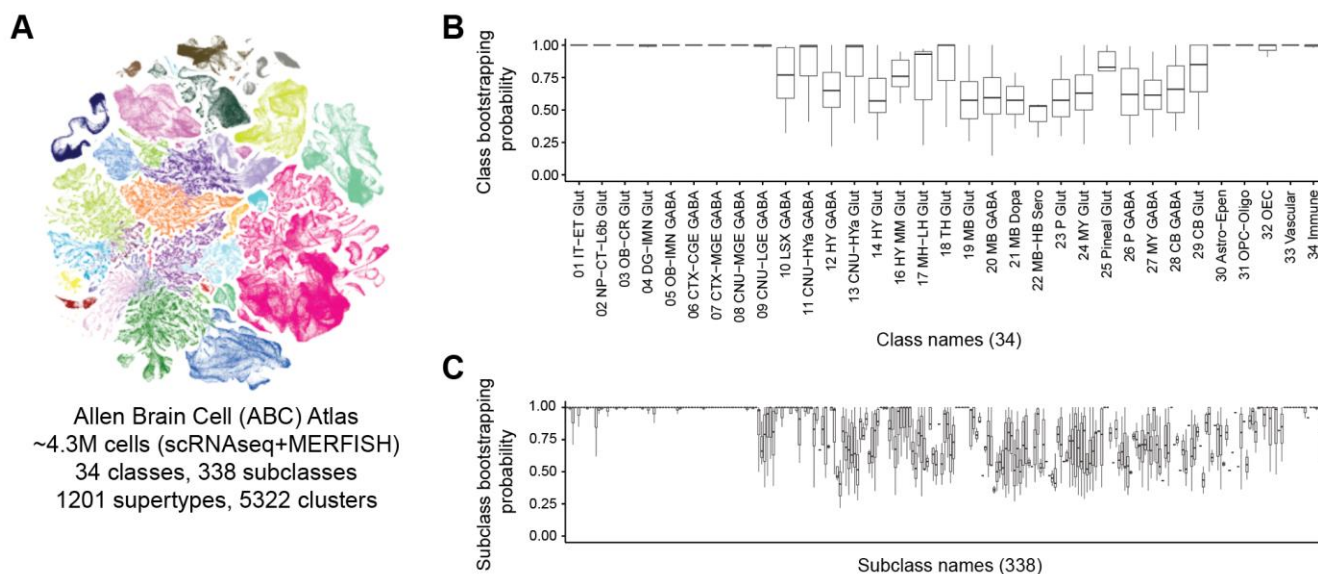 A
Allen Brain Cell (ABC) Atlas
~4.3M cells (scRNAseq+MERFISH)
34 classes, 338 subclasses
1201 supertypes, 5322 clusters
B
Class bootstrapping
probability
1.00
0.75
0.50
0.25
0.00
01 IT−ET Glut
02 NP−CT−L6b Glut
03 OB−CR Glut
04 DG−IMN Glut
05 OB−IMN GABA
06 CTX−CGE GABA
07 CTX−MGE GABA
08 CNU−MGE GABA
09 CNU−LGE GABA
10 LSX GABA
11 CNU−HYa GABA
12 HY GABA
13 CNU−HYa Glut
14 HY Glut
16 HY MM Glut
17 MH−LH Glut
18 TH Glut
19 MB Glut
20 MB GABA
21 MB Dopa
22 MB−HB Sero
23 P Glut
24 MY Glut
25 Pineal Glut
26 P GABA
27 MY GABA
28 CB GABA
29 CB Glut
30 Astro−Epen
31 OPC−Oligo
32 OEC
33 Vascular
34 Immune
Class names (34)
C
Subclass bootstrapping
probability
1.00
0.75
0.50
0.25
0.00
Subclass names (338)